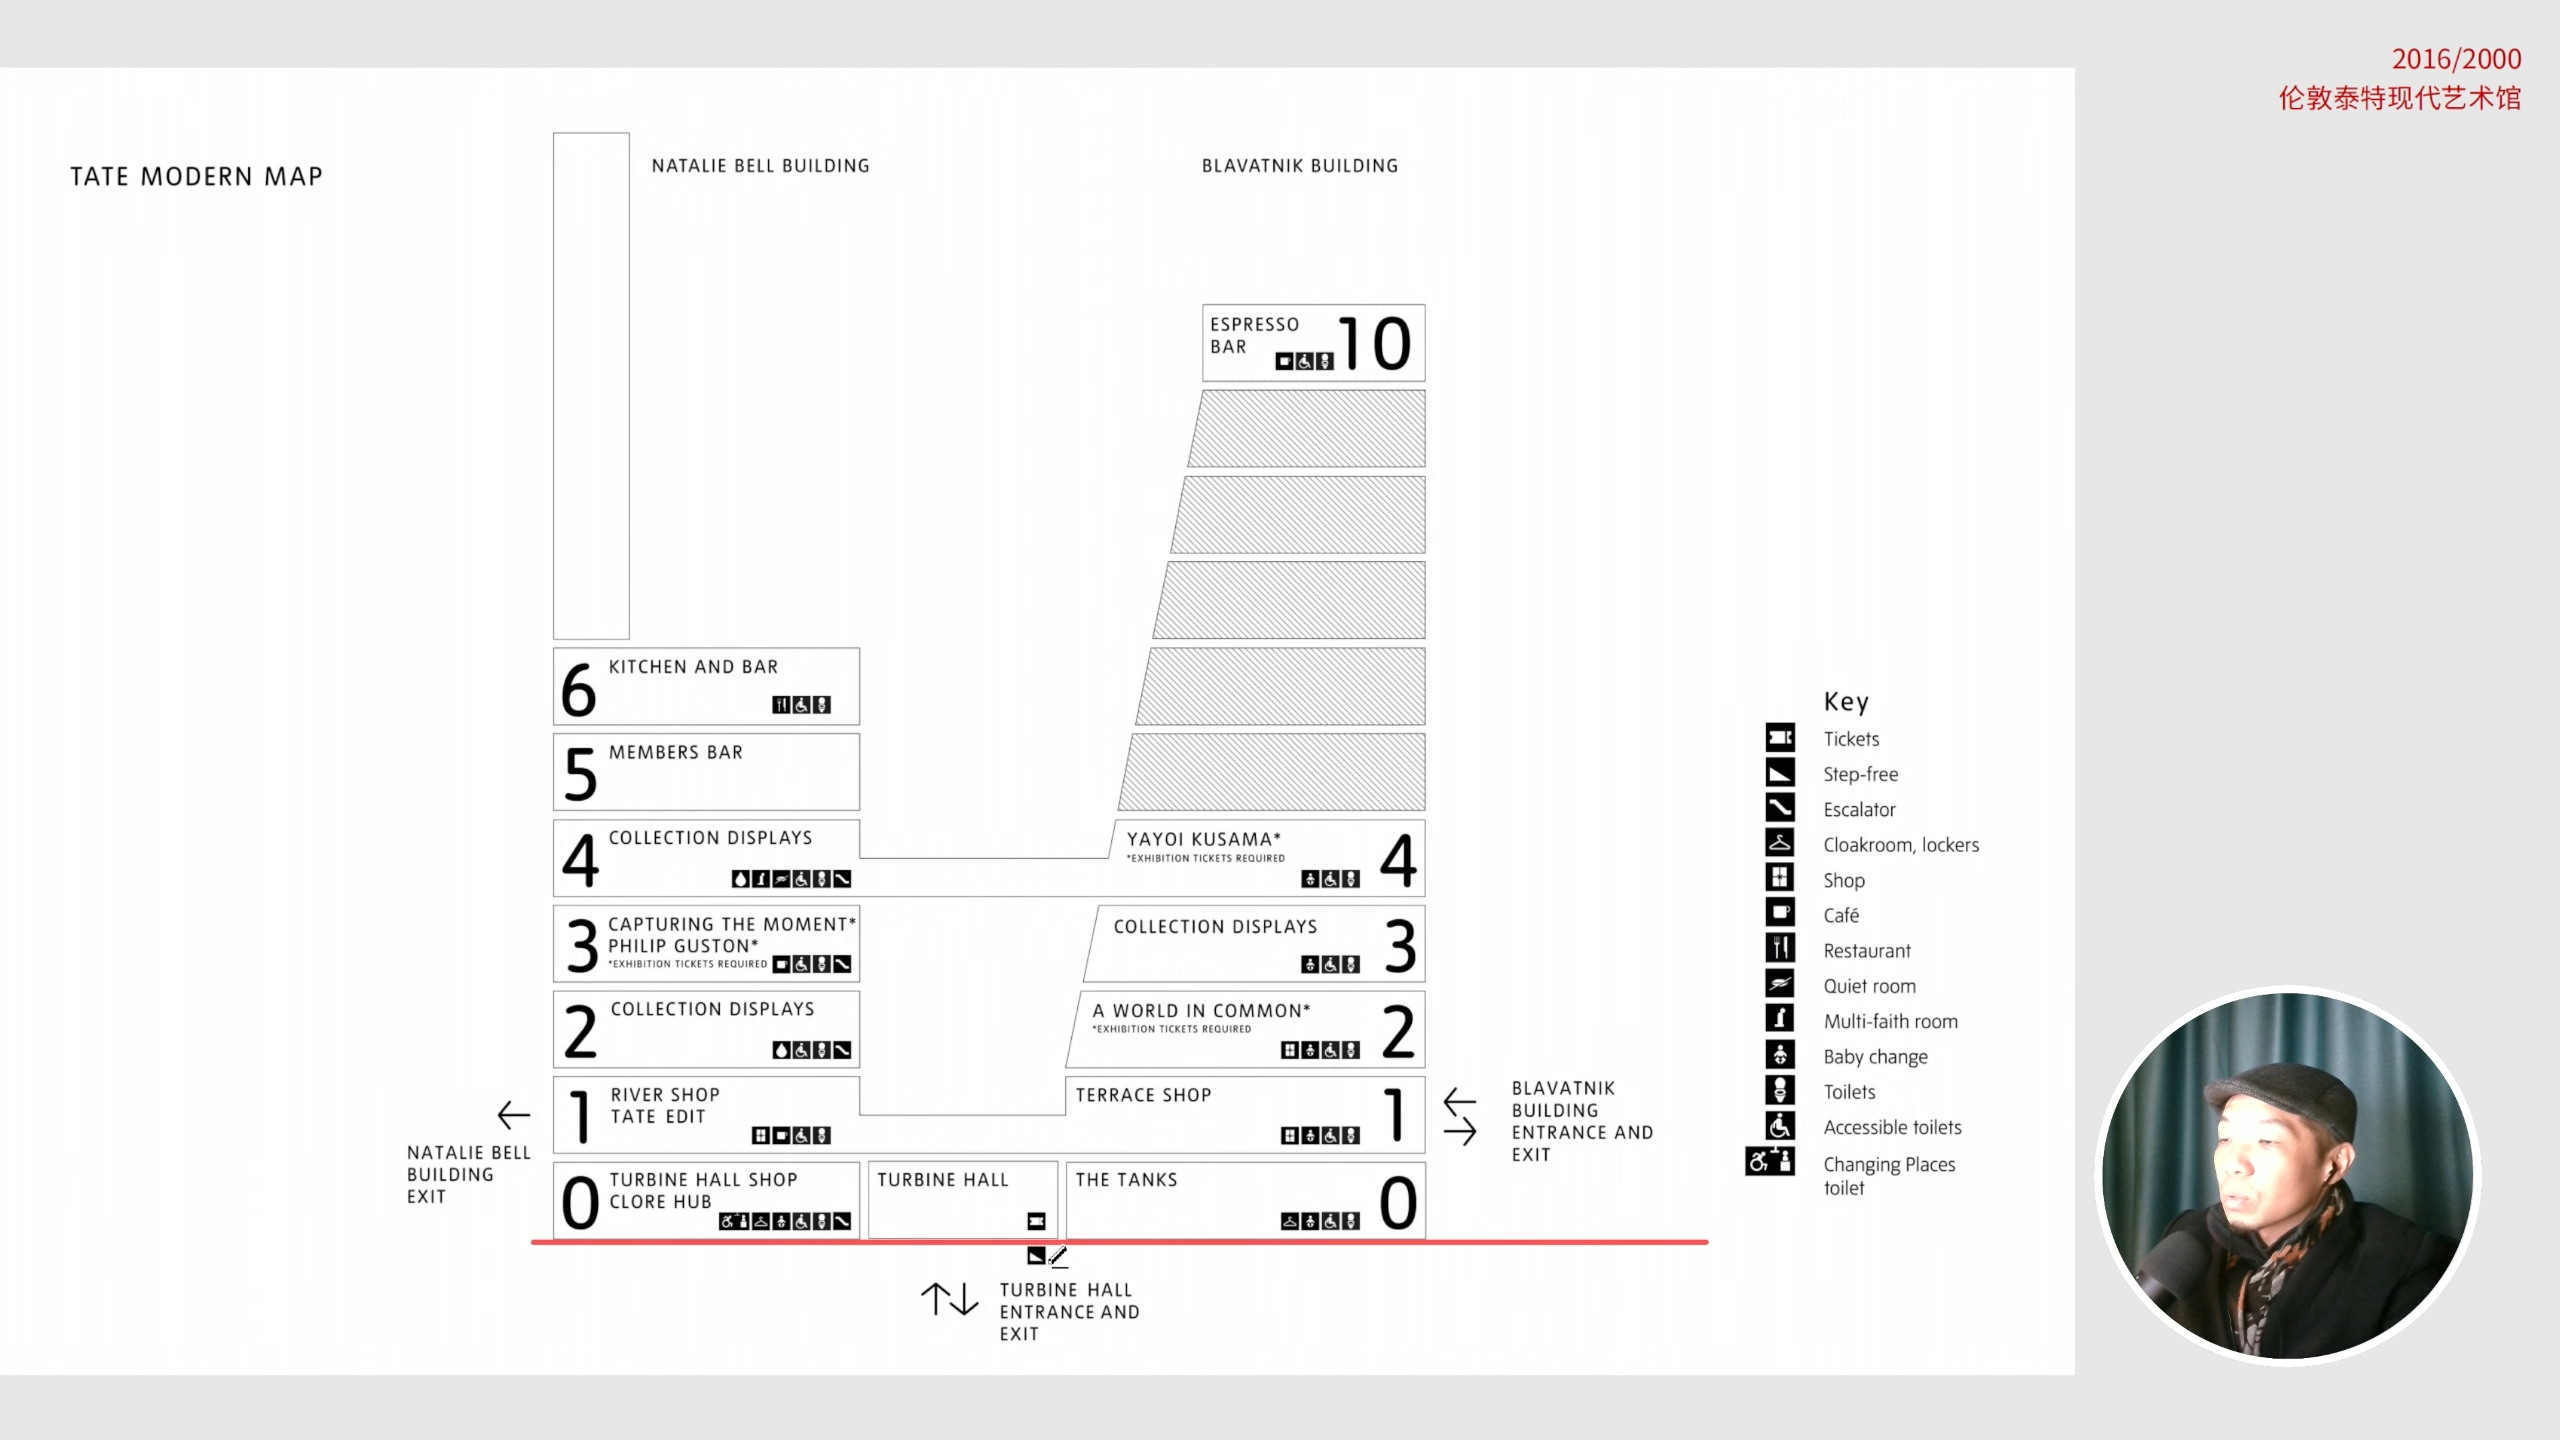 2016/2000
伦敦泰特现代艺术馆
TATE MODERN MAP
NATALIE BELL BUILDING
BLAVATNIK BUILDING
ESPRESSO
BAR
10
6
KITCHEN AND BAR
5
MEMBERS BAR
4
COLLECTION DISPLAYS
YAYOI KUSAMA*
*EXHIBITION TICKETS REQUIRED
4
3
CAPTURING THE MOMENT*
PHILIP GUSTON*
*EXHIBITION TICKETS REQUIRED
COLLECTION DISPLAYS
3
2
COLLECTION DISPLAYS
A WORLD IN COMMON*
*EXHIBITION TICKETS REQUIRED
2
1
RIVER SHOP
TATE EDIT
TERRACE SHOP
1
NATALIE BELL
BUILDING
EXIT
BLAVATNIK
BUILDING
ENTRANCE AND
EXIT
0
TURBINE HALL SHOP
CLORE HUB
TURBINE HALL
THE TANKS
0
TURBINE HALL
ENTRANCE AND
EXIT
Key
Tickets
Step-free
Escalator
Cloakroom, lockers
Shop
Café
Restaurant
Quiet room
Multi-faith room
Baby change
Toilets
Accessible toilets
Changing Places
toilet